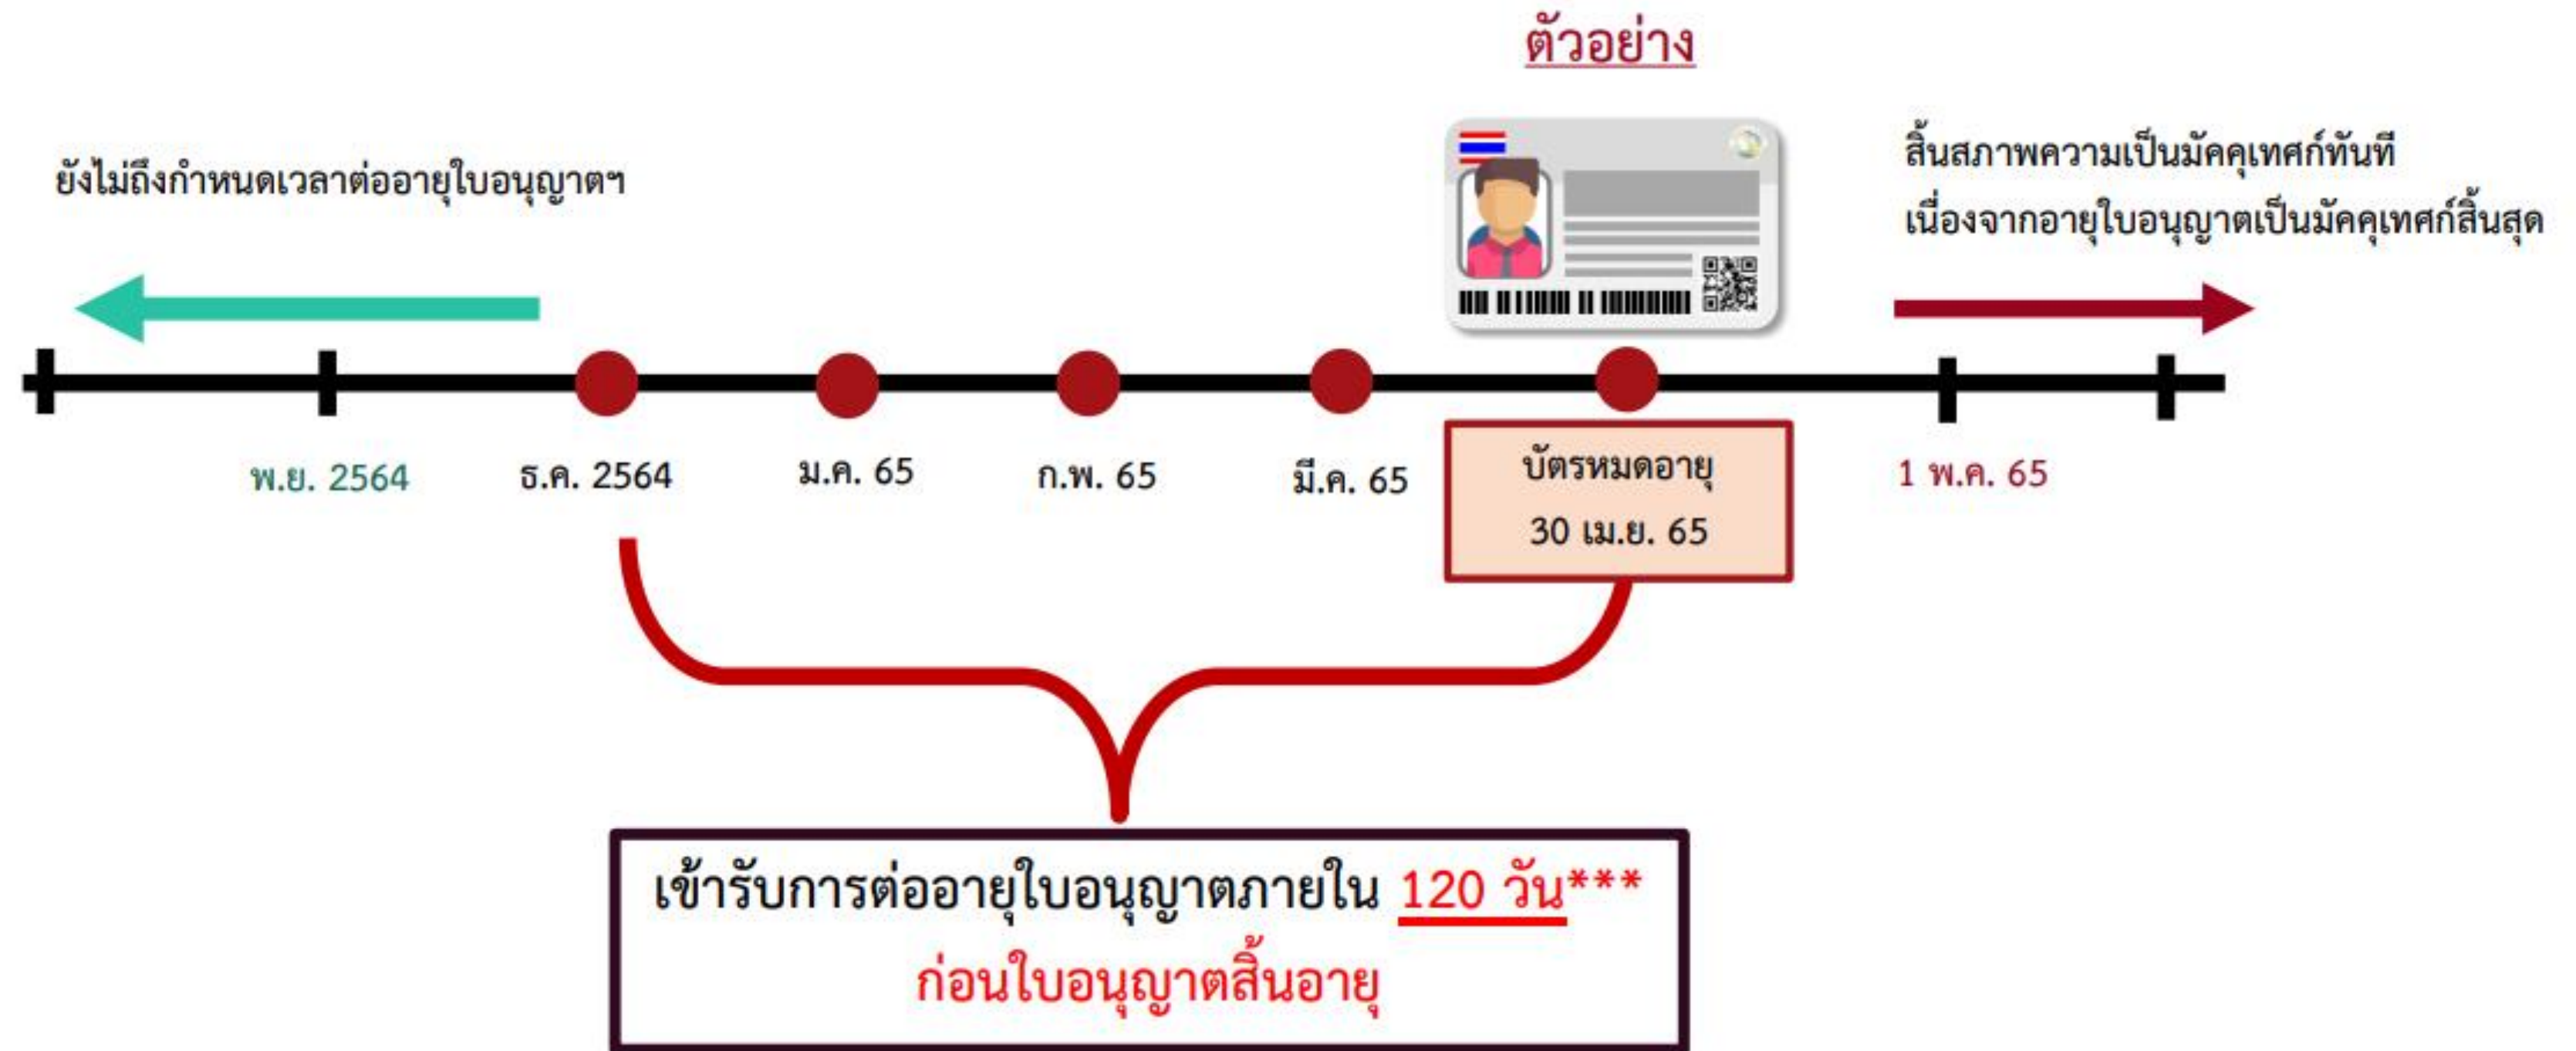 ตัวอย่าง
ยังไม่ถึงกำหนดเวลาต่ออายุใบอนุญาตฯ
สิ้นสภาพความเป็นมัคคุเทศก์ทันที
เนื่องจากอายุใบอนุญาตเป็นมัคคุเทศก์สิ้นสุด
พ.ย. 2564
ธ.ค. 2564
ม.ค. 65
ก.พ. 65
มี.ค. 65
บัตรหมดอายุ
30 เม.ย. 65
1 พ.ค. 65
เข้ารับการต่ออายุใบอนุญาตภายใน 120 วัน***
ก่อนใบอนุญาตสิ้นอายุ